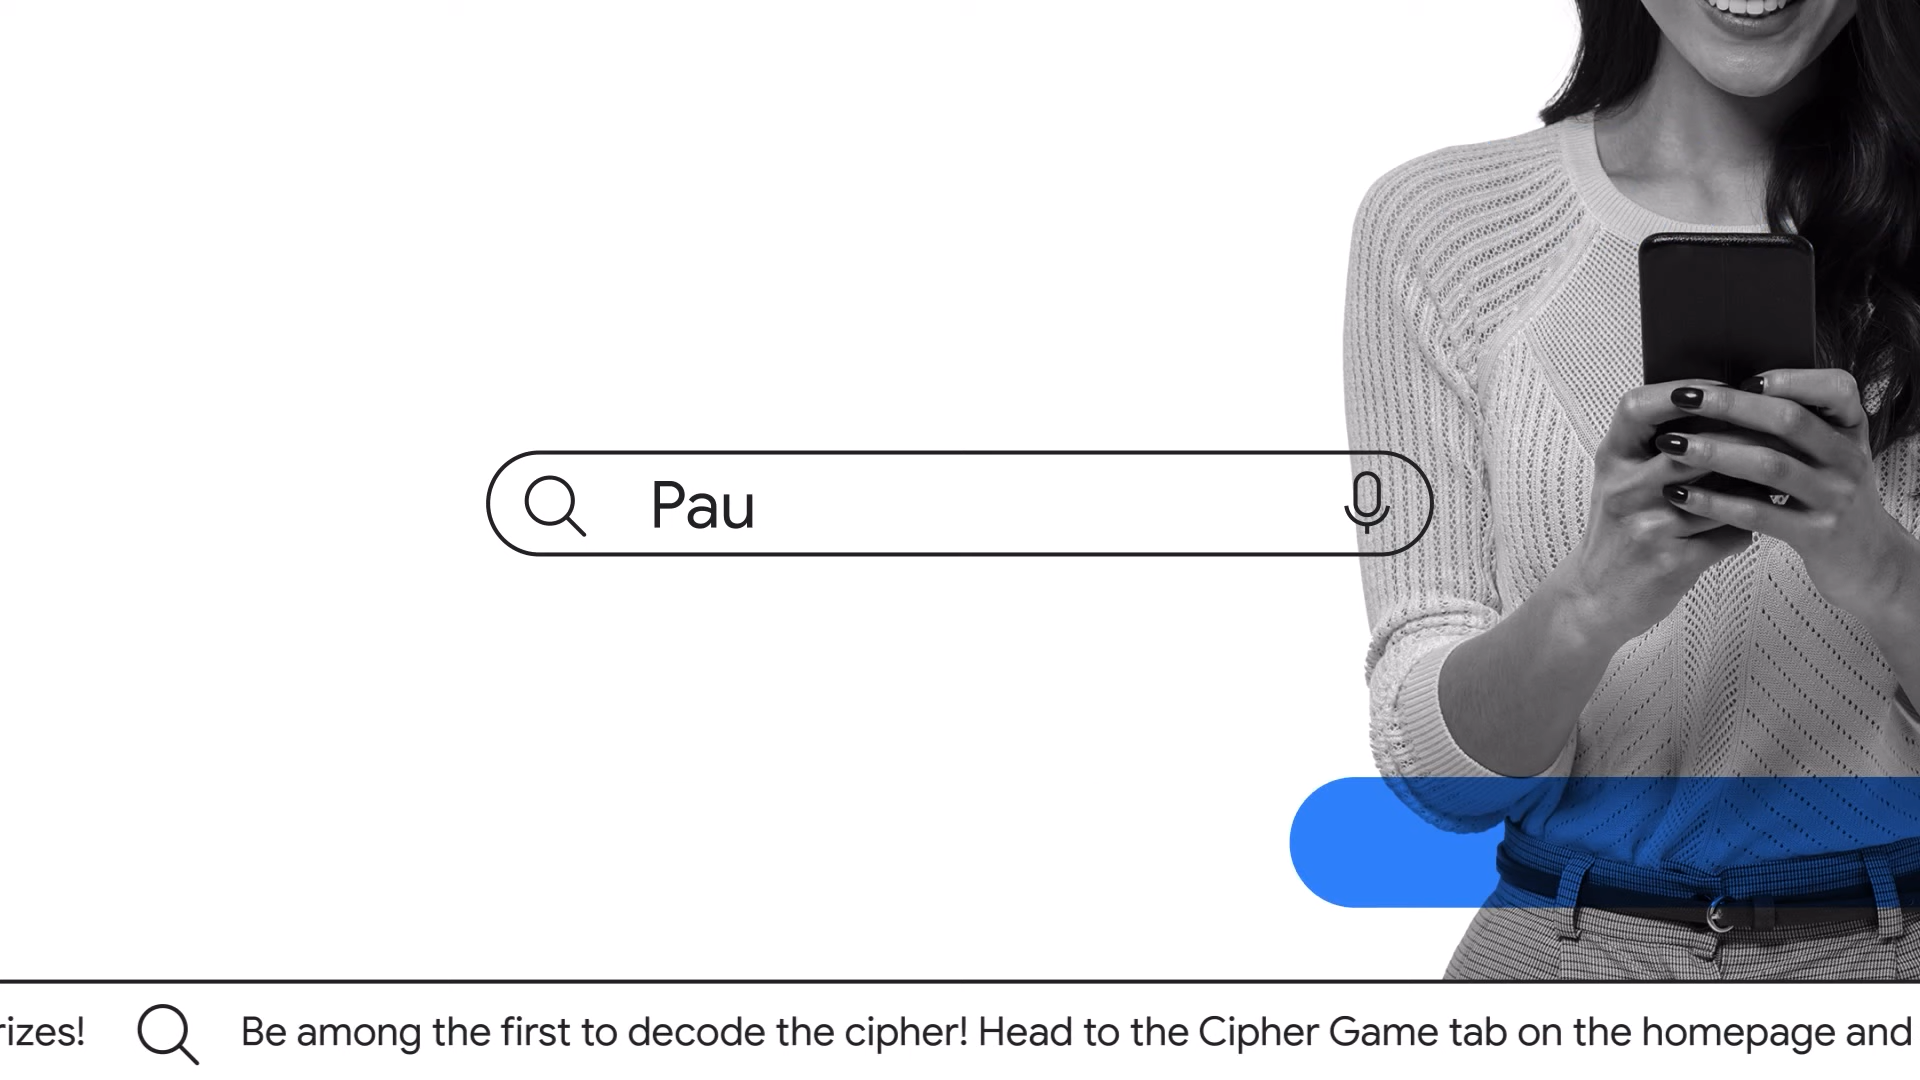 Pau
rizes! Be among the first to decode the cipher! Head to the Cipher Game tab on the homepage and